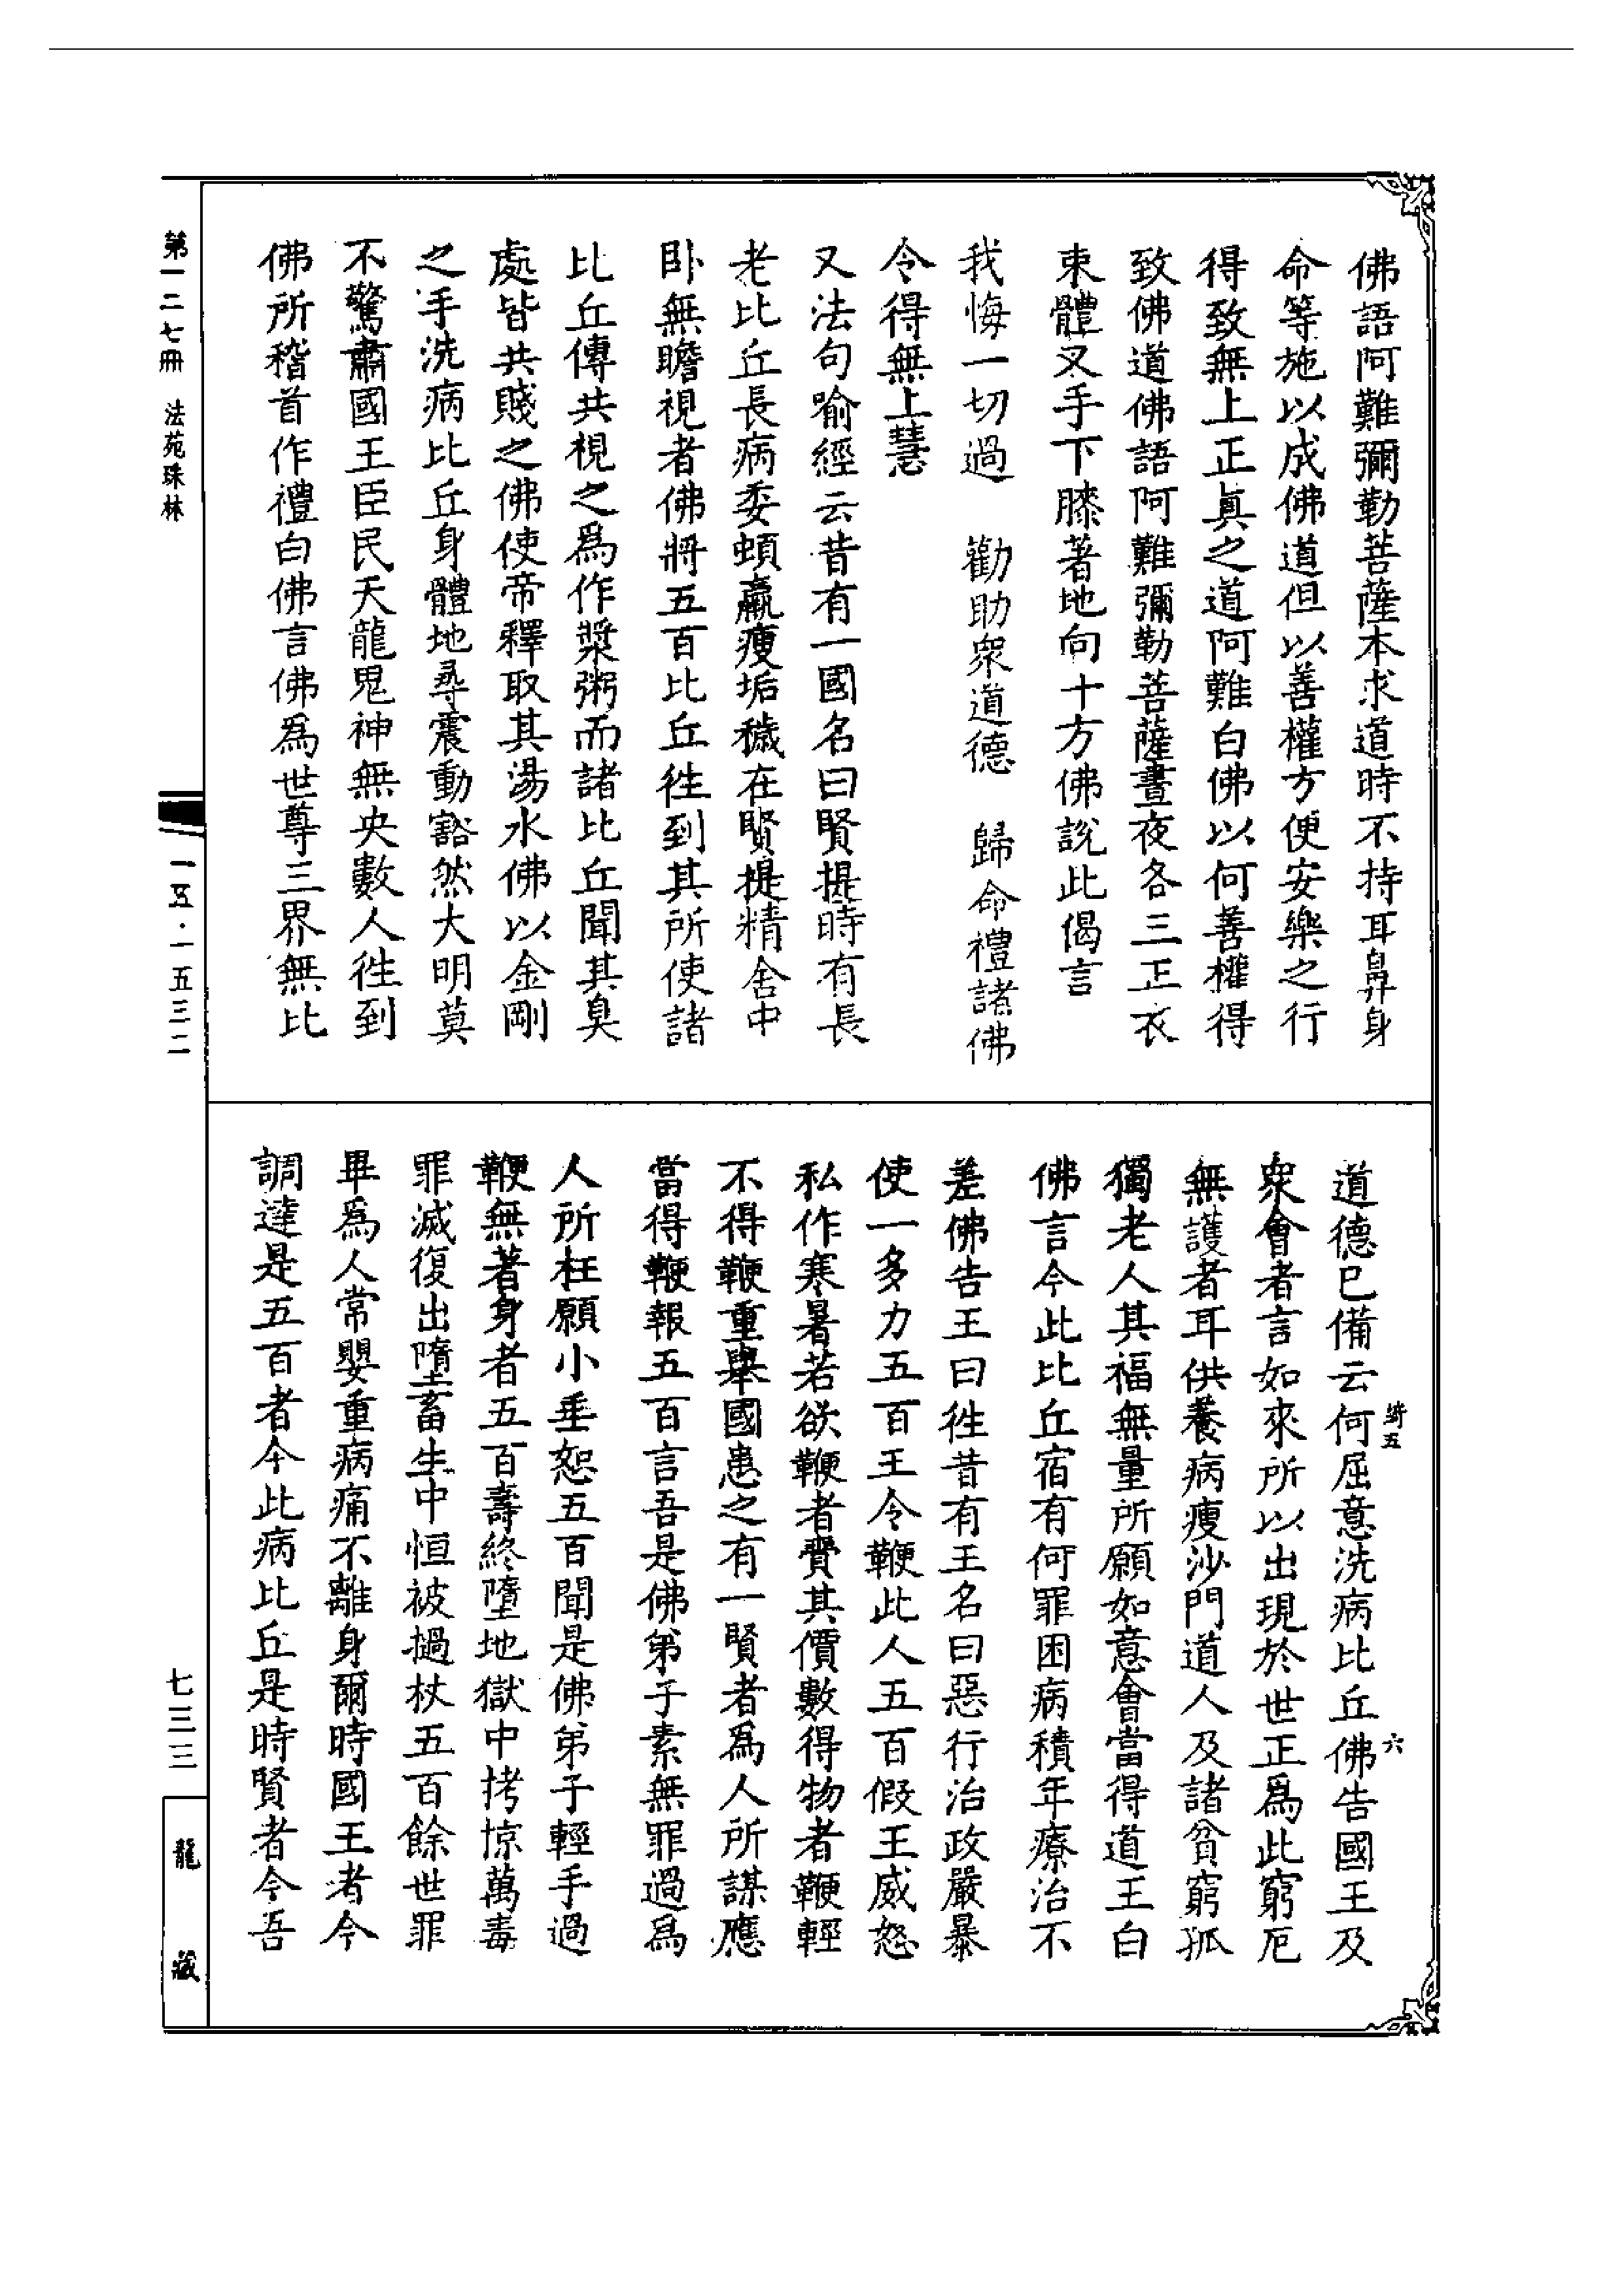 佛語阿難彌勒菩薩本求道時不持耳鼻身
命等施以成佛道但以善權方便安樂之行
得致無上正真之道阿難白佛以何善權得
致佛道佛語阿難彌勒菩薩晝夜各三正衣
束體叉手下膝著地向十方佛說此偈言
我悔一切過　勸助衆道德　歸命禮諸佛
令得無上慧
又法句喻經云昔有一國名曰賢提時有長
老比丘長病委頓羸瘦垢穢在賢提精舍中
卧無瞻視者佛將五百比丘徃到其所使諸
比丘傳共視之爲作漿粥而諸比丘聞其臭
處皆共賤之佛使帝釋取其湯水佛以金剛
之手洗病比丘身體地尋震動豁然大明莫
不驚肅國王臣民天龍鬼神無央數人徃到
佛所稽首作禮白佛言佛爲世尊三界無比
道德已備云何屈意洗病比丘佛告國王及
衆會者言如來所以出現於世正爲此窮厄
無護者耳供養病瘦沙門道人及諸貧窮孤
獨老人其福無量所願如意會當得道王白
佛言今此比丘宿有何罪困病積年療治不
差佛告王曰徃昔有王名曰惡行治政嚴暴
使一多力五百王令鞭此人五百假王威怒
私作寒暑若欲鞭者賷其價數得物者鞭輕
不得鞭重舉國患之有一賢者爲人所謀應
當得鞭報五百言吾是佛弟子素無罪過爲
人所枉願小垂恕五百聞是佛弟子輕手過
鞭無著身者五百壽終墮地獄中拷掠萬毒
罪滅復出墮畜生中恒被撾杖五百餘世罪
畢爲人常嬰重病痛不離身爾時國王者今
調達是五百者今此病比丘是時賢者今吾
第一二七冊　法苑珠林
一五·一五三二
七三三
龍藏
五
六